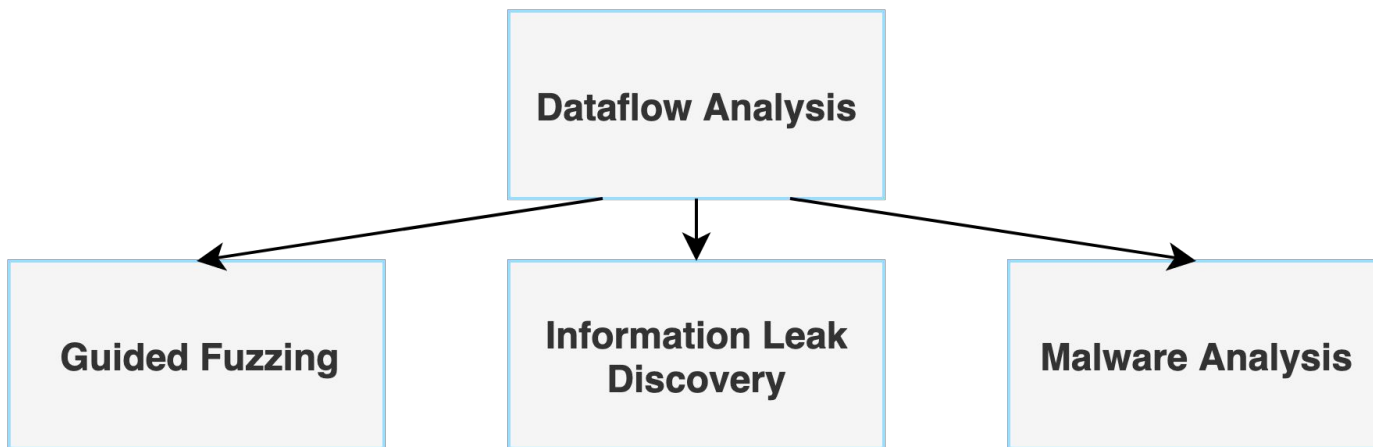 Dataflow Analysis
Guided Fuzzing
Information Leak
Discovery
Malware Analysis